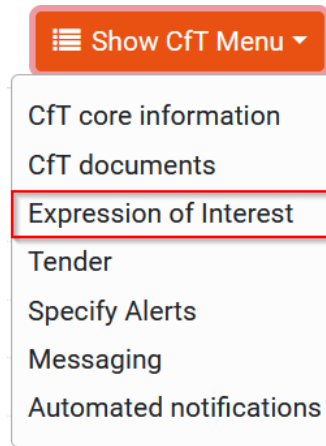 Show CfT Menu
CfT core information
CfT documents
Expression of Interest
Tender
Specify Alerts
Messaging
Automated notifications